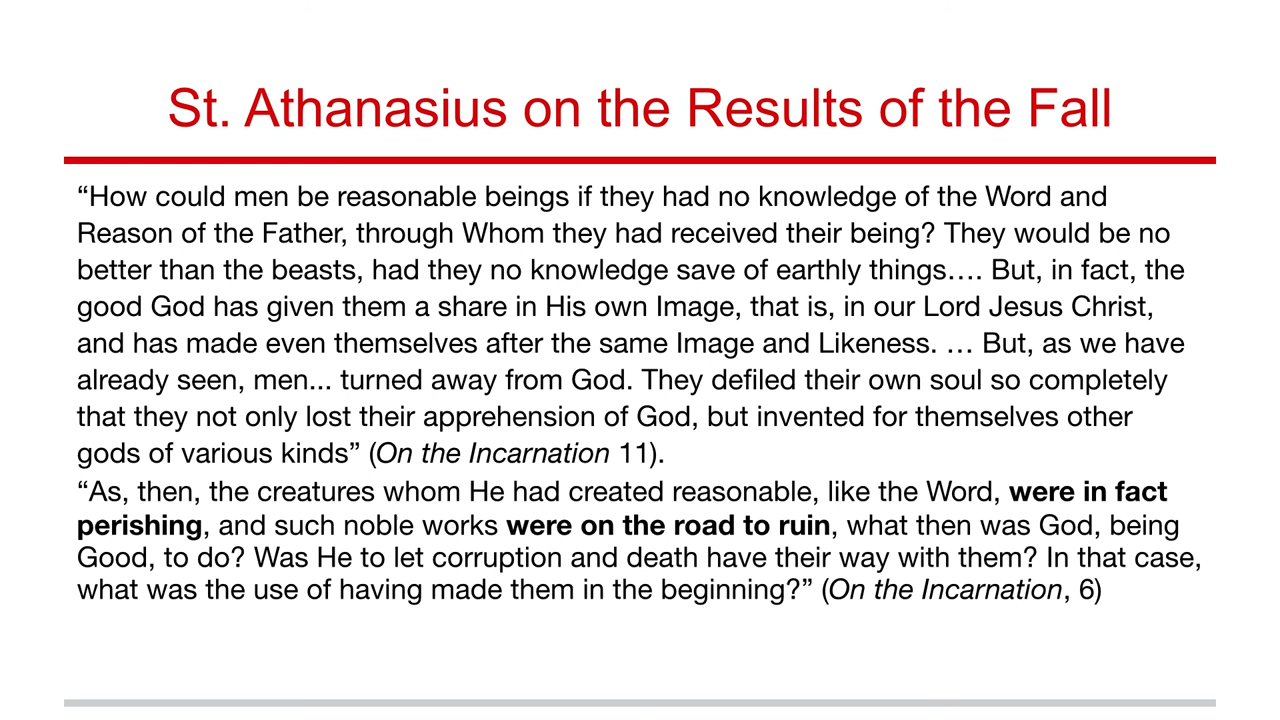 St. Athanasius on the Results of the Fall
“How could men be reasonable beings if they had no knowledge of the Word and
Reason of the Father, through Whom they had received their being? They would be no
better than the beasts, had they no knowledge save of earthly things…. But, in fact, the
good God has given them a share in His own Image, that is, in our Lord Jesus Christ,
and has made even themselves after the same Image and Likeness. … But, as we have
already seen, men... turned away from God. They defiled their own soul so completely
that they not only lost their apprehension of God, but invented for themselves other
gods of various kinds” (On the Incarnation 11).
“As, then, the creatures whom He had created reasonable, like the Word, were in fact
perishing, and such noble works were on the road to ruin, what then was God, being
Good, to do? Was He to let corruption and death have their way with them? In that case,
what was the use of having made them in the beginning?” (On the Incarnation, 6)